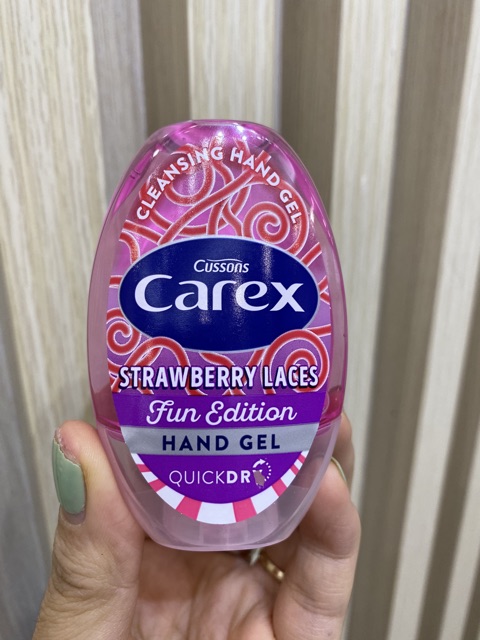 CLEANSING HAND GEL
Cussons
Carex
STRAWBERRY LACES
Fun Edition
HAND GEL
QUICKDRY